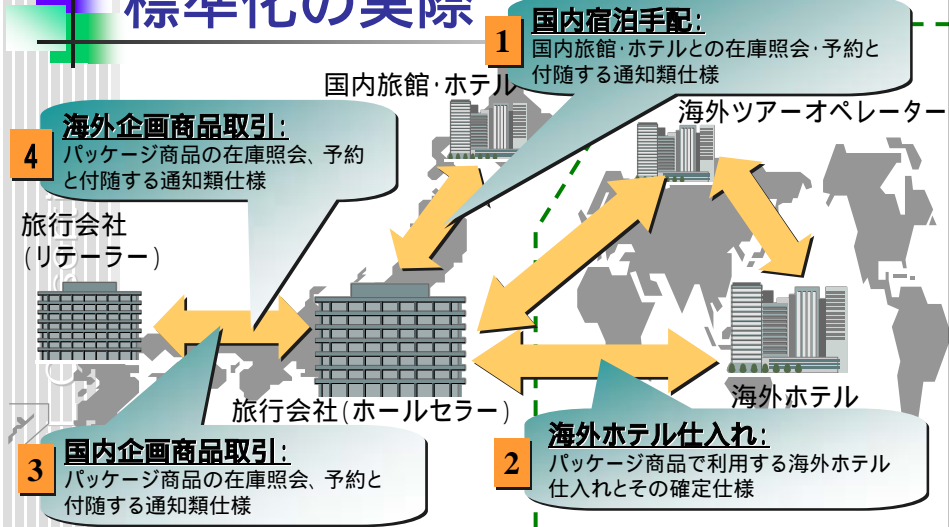 標準化の実際
1
国内宿泊手配:
国内旅館・ホテルとの在庫照会・予約と
付随する通知類仕様
国内旅館・ホテル
海外ツアーオペレーター
4
海外企画商品取引:
パッケージ商品の在庫照会、予約
と付随する通知類仕様
旅行会社
(リテーラー)
旅行会社(ホールセラー)
海外ホテル
3
国内企画商品取引:
パッケージ商品の在庫照会、予約と
付随する通知類仕様
2
海外ホテル仕入れ:
パッケージ商品で利用する海外ホテル
仕入れとその確定仕様